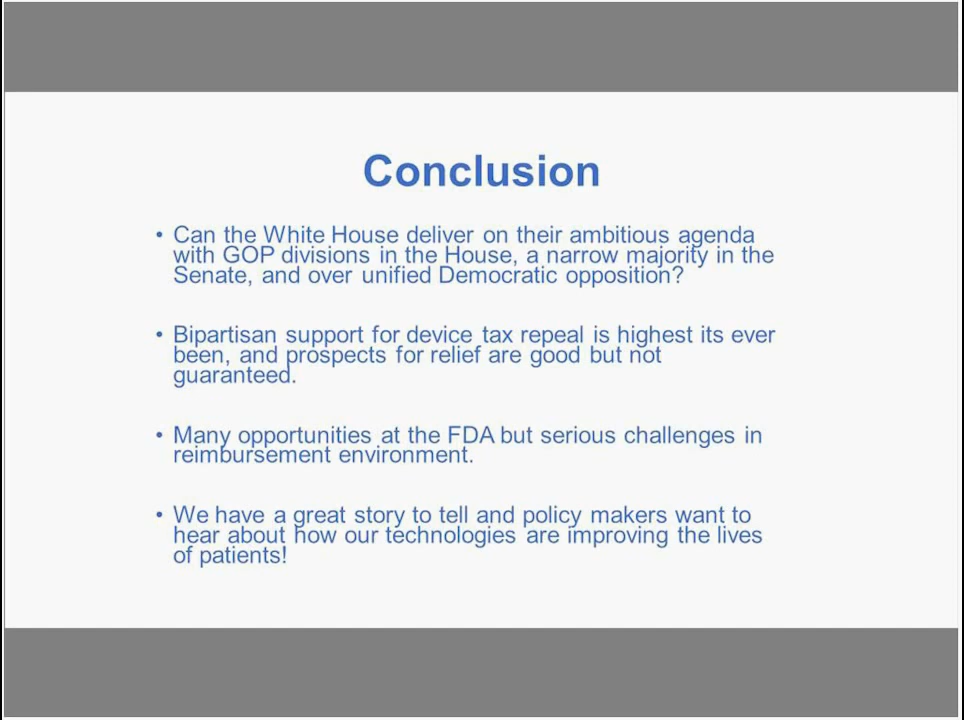 Conclusion
• Can the White House deliver on their ambitious agenda
with GOP divisions in the House, a narrow majority in the
Senate, and over unified Democratic opposition?
• Bipartisan support for device tax repeal is highest its ever
been, and prospects for relief are good but not
guaranteed.
• Many opportunities at the FDA but serious challenges in
reimbursement environment.
• We have a great story to tell and policy makers want to
hear about how our technologies are improving the lives
of patients!